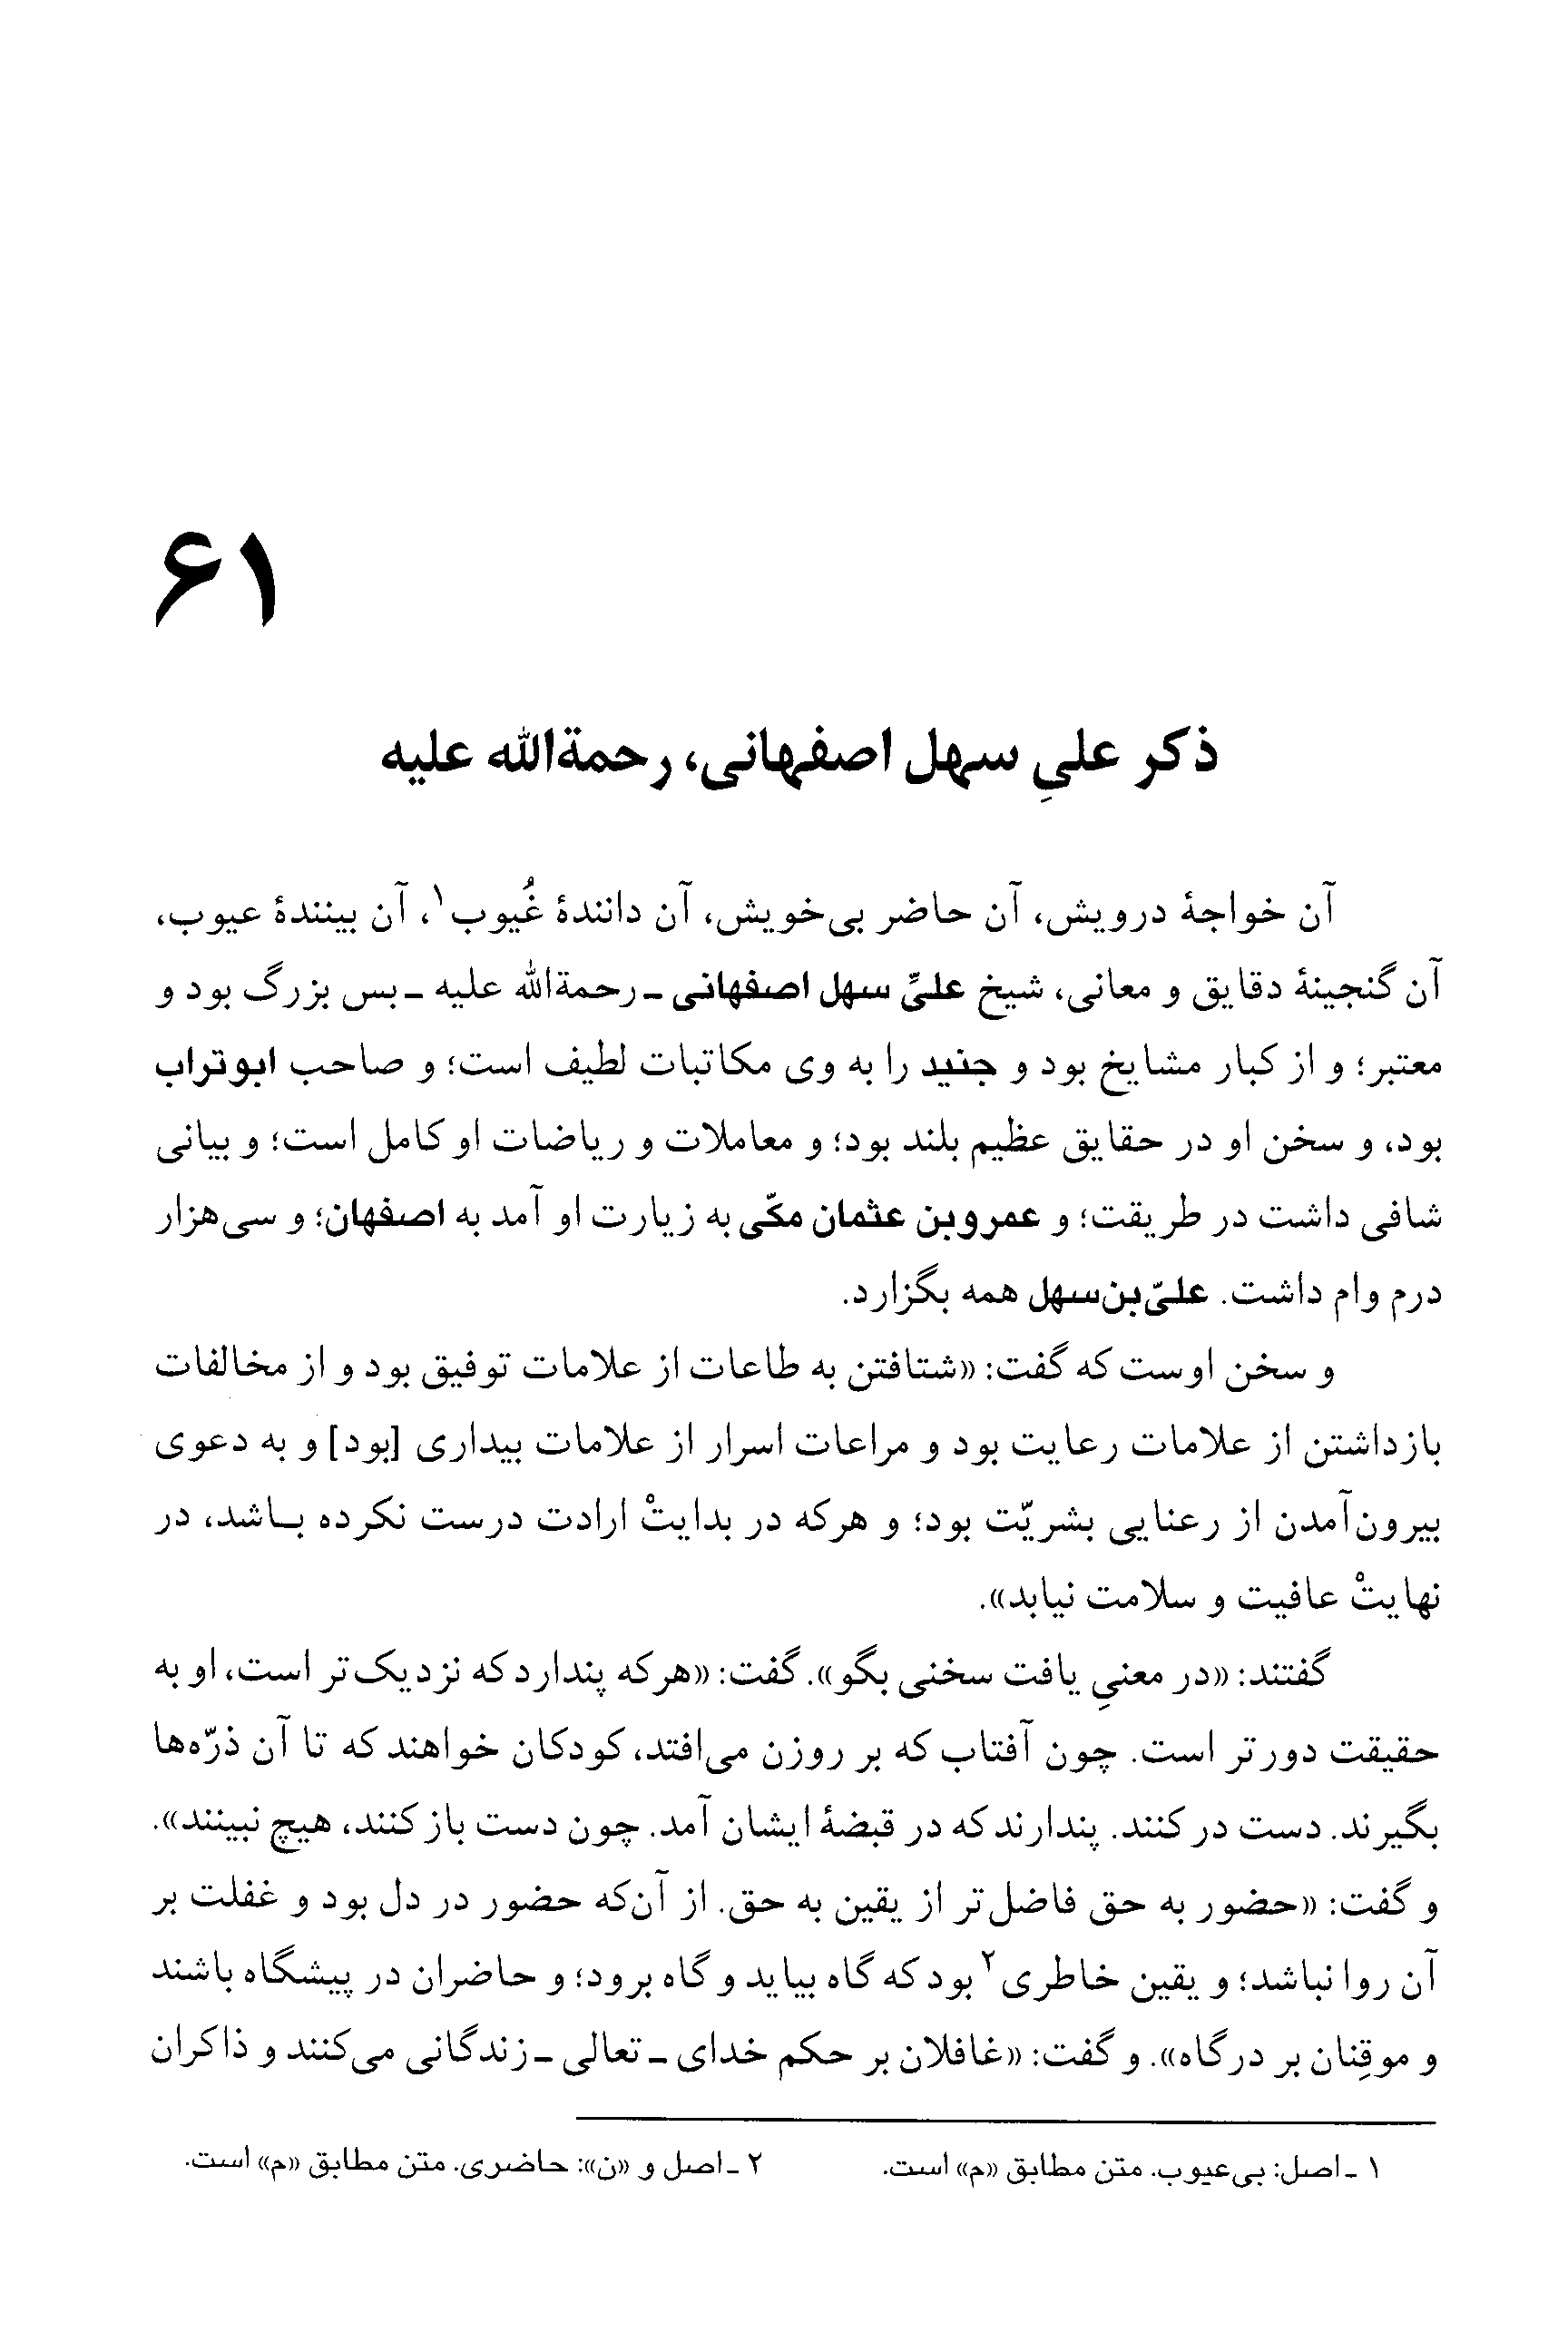 ۶۱
ذکر علیِ سهل اصفهانی، رحمةالله علیه
آن خواجهٔ درویش، آن حاضر بی‌خویش، آن دانندهٔ غُیوب۱، آن بینندهٔ عیوب،
آن گنجینهٔ دقایق و معانی، شیخ علیِّ سهل اصفهانی ـ رحمةالله علیه ـ بس بزرگ بود و
معتبر؛ و از کبار مشایخ بود و جنید را به وی مکاتبات لطیف است؛ و صاحب ابوتراب
بود، و سخن او در حقایق عظیم بلند بود؛ و معاملات و ریاضات او کامل است؛ و بیانی
شافی داشت در طریقت؛ و عمروبن عثمان مکّی به زیارت او آمد به اصفهان؛ و سی‌هزار
درم وام داشت. علیّ‌بن‌سهل همه بگزارد.
و سخن اوست که گفت: «شتافتن به طاعات از علامات توفیق بود و از مخالفات
بازداشتن از علامات رعایت بود و مراعات اسرار از علامات بیداری [بود] و به دعوی
بیرون‌آمدن از رعنایی بشریّت بود؛ و هرکه در بدایتْ ارادت درست نکرده بـاشد، در
نهایتْ عافیت و سلامت نیابد».
گفتند: «در معنیِ یافت سخنی بگو». گفت: «هرکه پندارد که نزدیک‌تر است، او به
حقیقت دورتر است. چون آفتاب که بر روزن می‌افتد، کودکان خواهند که تا آن ذرّه‌ها
بگیرند. دست در کنند. پندارند که در قبضهٔ ایشان آمد. چون دست باز کنند، هیچ نبینند».
و گفت: «حضور به حق فاضل‌تر از یقین به حق. از آن‌که حضور در دل بود و غفلت بر
آن روا نباشد؛ و یقین خاطری۲ بود که گاه بیاید و گاه برود؛ و حاضران در پیشگاه باشند
و موقِنان بر درگاه». و گفت: «غافلان بر حکم خدای ـ تعالی ـ زندگانی می‌کنند و ذاکران
۱ ـ اصل: بی‌عیوب. متن مطابق «م» است.
۲ ـ اصل و «ن»: حاضری. متن مطابق «م» است.